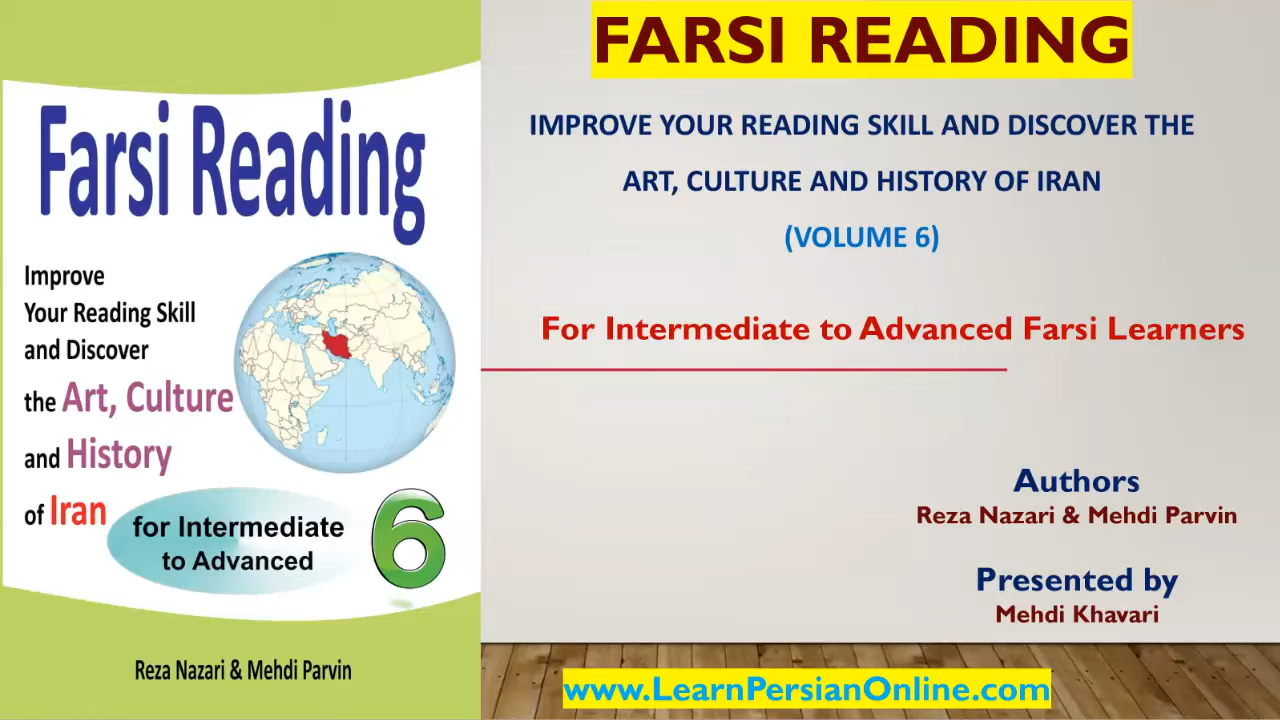 Farsi Reading
Improve
Your Reading Skill
and Discover
the Art, Culture
and History
of Iran
for Intermediate
to Advanced
6
Reza Nazari & Mehdi Parvin
FARSI READING
IMPROVE YOUR READING SKILL AND DISCOVER THE
ART, CULTURE AND HISTORY OF IRAN
(VOLUME 6)
For Intermediate to Advanced Farsi Learners
Authors
Reza Nazari & Mehdi Parvin
Presented by
Mehdi Khavari
www.LearnPersianOnline.com